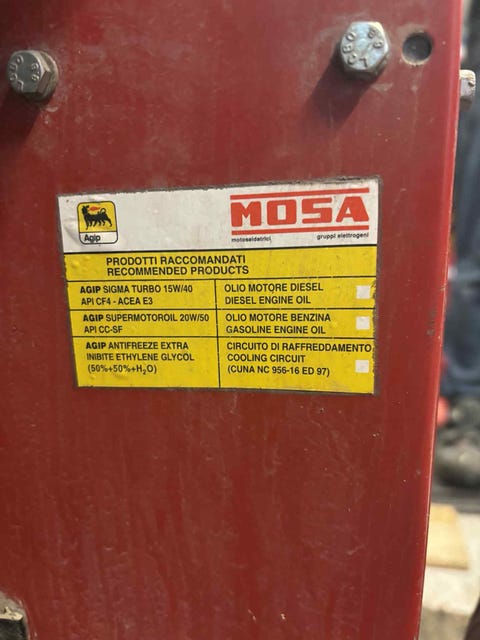 Agip
MOSA
motosaldatrici
gruppi elettrogeni
PRODOTTI RACCOMANDATI
RECOMMENDED PRODUCTS
AGIP SIGMA TURBO 15W/40
API CF4 - ACEA E3
OLIO MOTORE DIESEL
DIESEL ENGINE OIL
AGIP SUPERMOTOROIL 20W/50
API CC-SF
OLIO MOTORE BENZINA
GASOLINE ENGINE OIL
AGIP ANTIFREEZE EXTRA
INIBITE ETHYLENE GLYCOL
(50%+50%+H₂O)
CIRCUITO DI RAFFREDDAMENTO
COOLING CIRCUIT
(CUNA NC 956-16 ED 97)